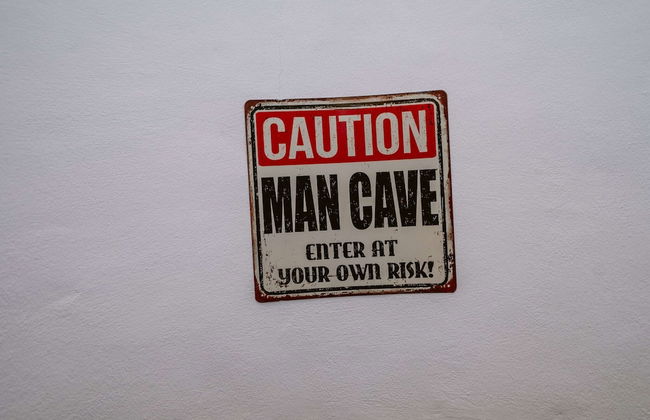 CAUTION
MAN CAVE
ENTER AT
YOUR OWN RISK!